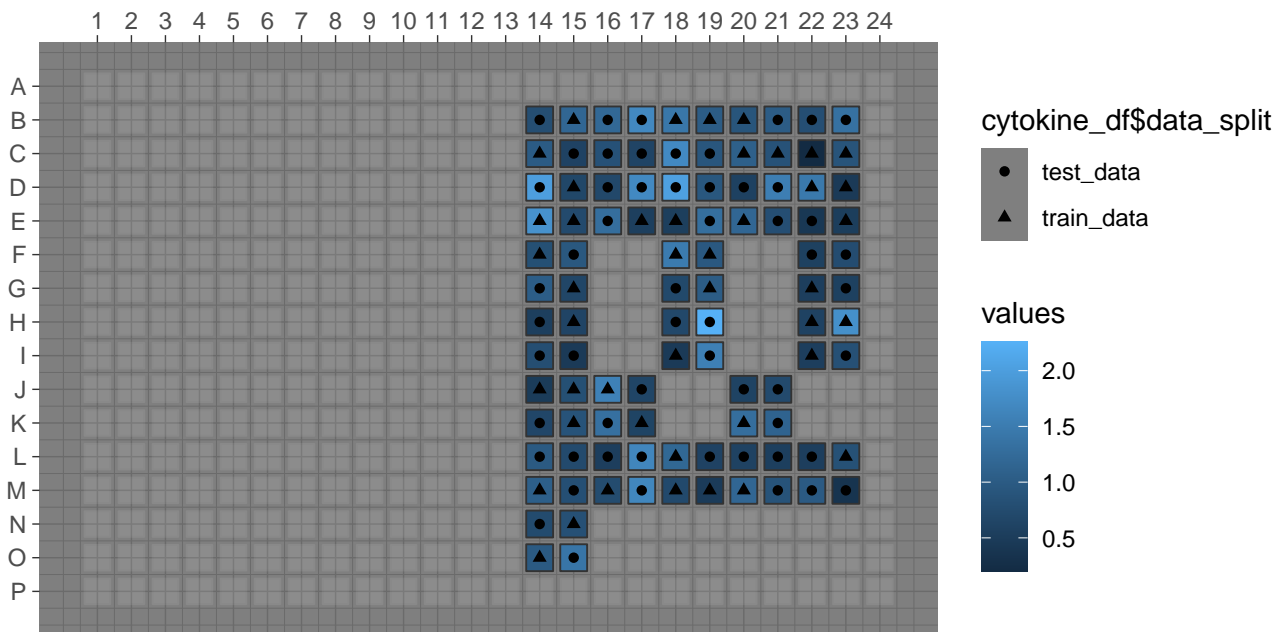 1 2 3 4 5 6 7 8 9 10 11 12 13 14 15 16 17 18 19 20 21 22 23 24
A
B
C
D
E
F
G
H
I
J
K
L
M
N
O
P
cytokine_df$data_split
test_data
train_data
values
2.0
1.5
1.0
0.5